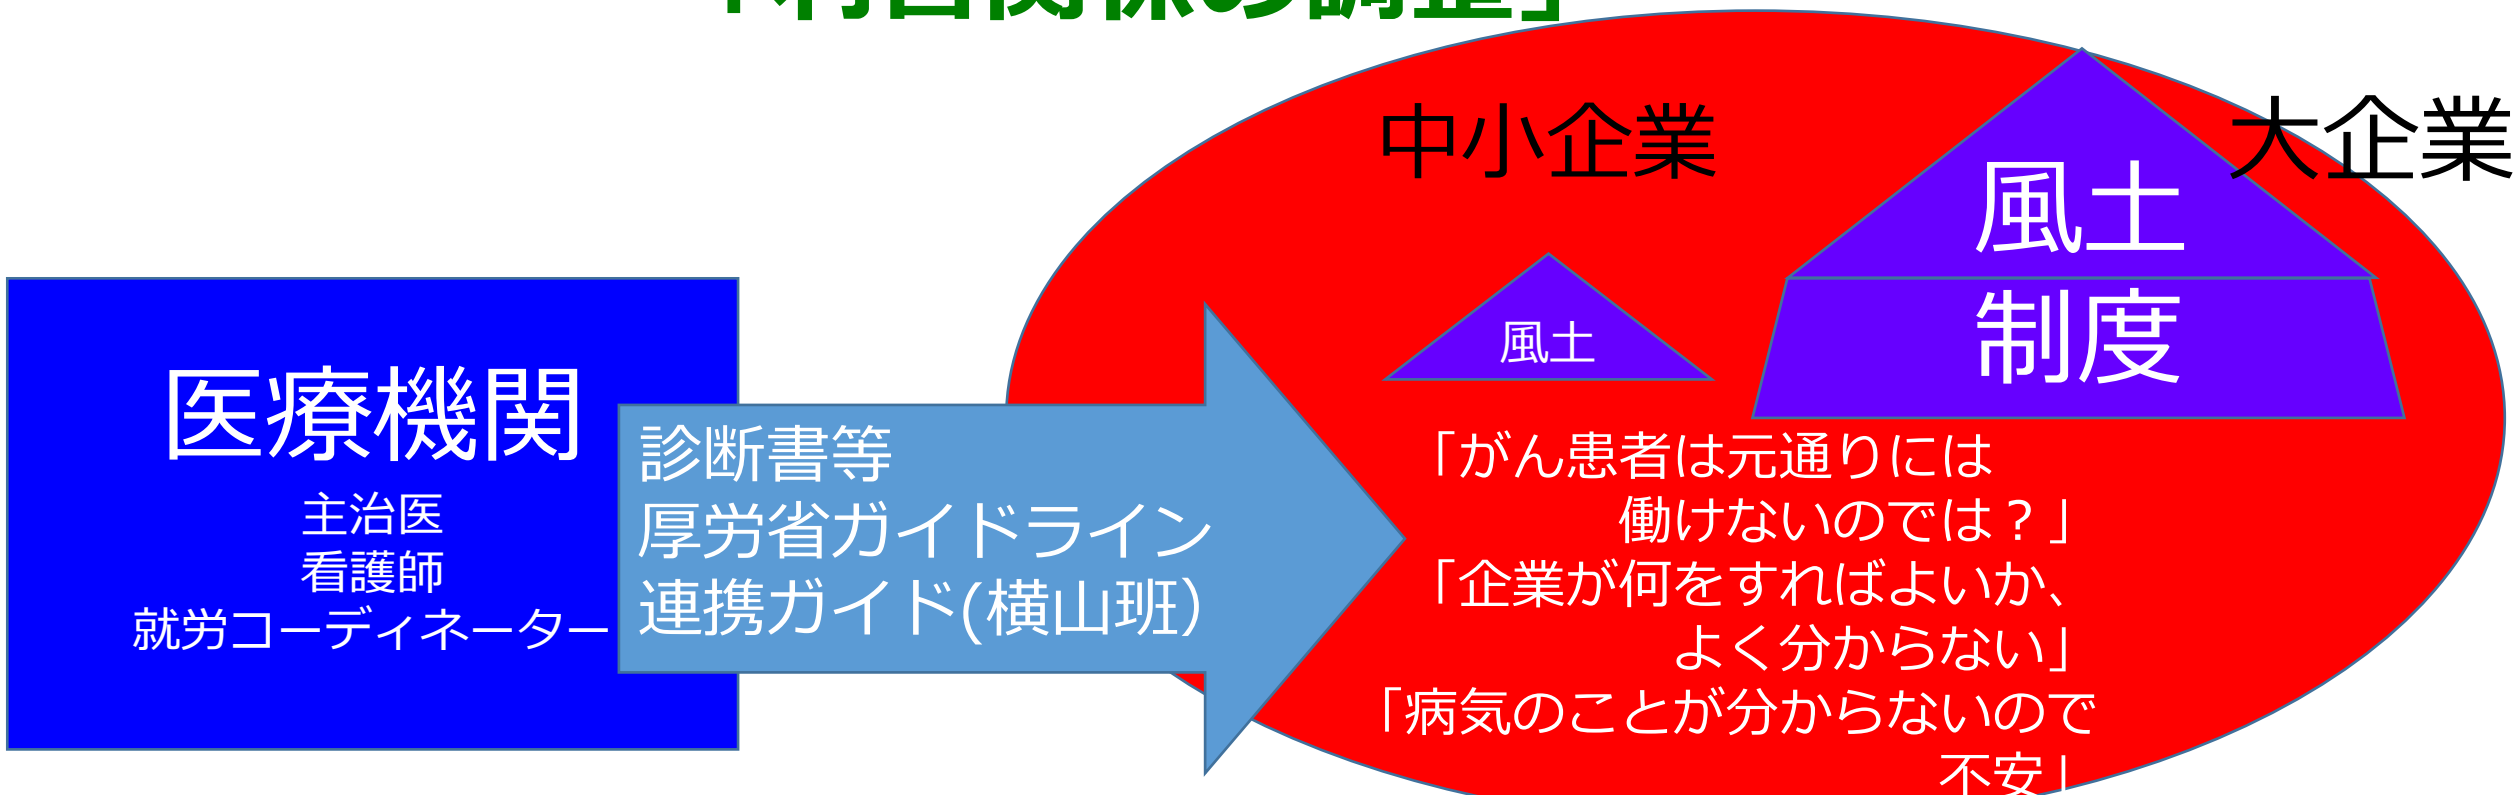 中小企業
大企業
風土
制度
風土
医療機関
主治医
看護師
両立コーディネーター
診断書等
厚労省ガイドライン
連携ガイド(横山班)
「がん患者は元通りには
働けないのでは？」
「企業が何をすればよいか、
よく分からない」
「病気のことが分からないので
不安」